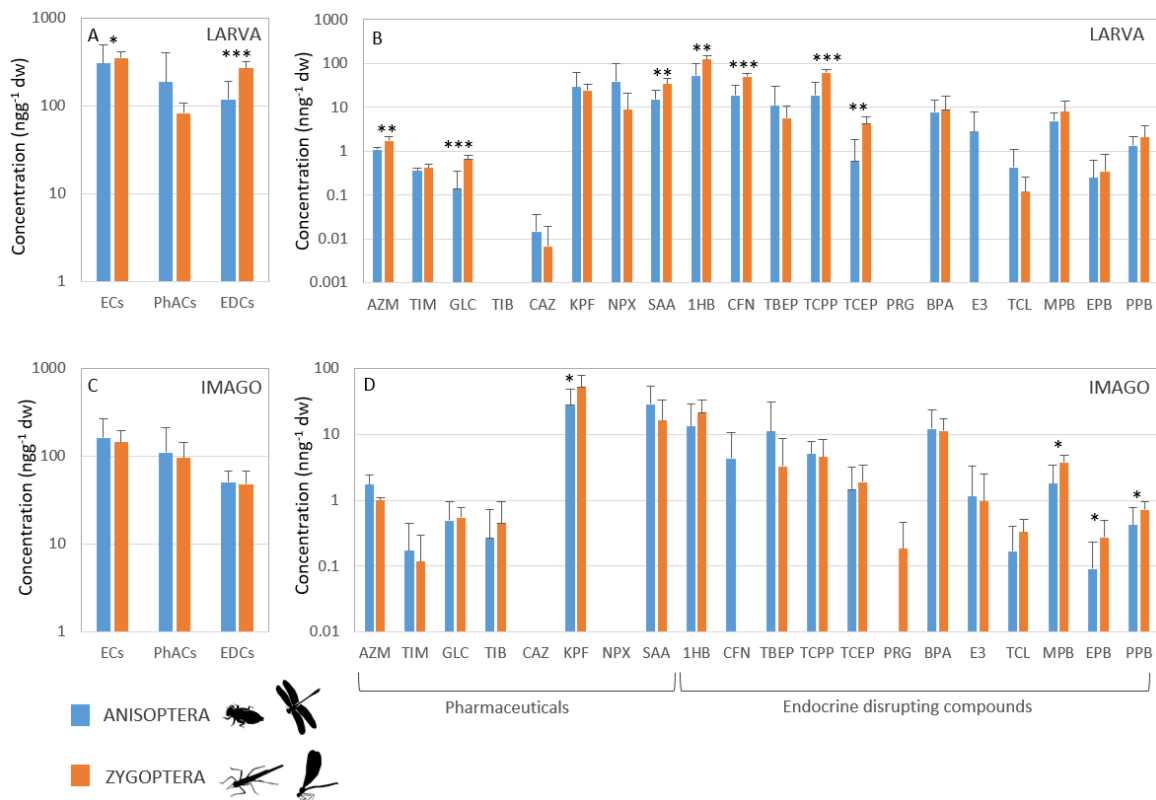 A
LARVA
Concentration (ngg⁻¹ dw)
1000
100
10
1
*
***
ECs PhACs EDCs
B
LARVA
Concentration (nng⁻¹ dw)
1000
100
10
1
0.1
0.01
0.001
** *** ** ** *** *** **
AZM TIM GLC TIB CAZ KPF NPX SAA 1HB CFN TBEP TCPP TCEP PRG BPA E3 TCL MPB EPB PPB
C
IMAGO
Concentration (ngg⁻¹ dw)
1000
100
10
1
ECs PhACs EDCs
D
IMAGO
Concentration (nng⁻¹ dw)
100
10
1
0.1
0.01
* * * *
AZM TIM GLC TIB CAZ KPF NPX SAA 1HB CFN TBEP TCPP TCEP PRG BPA E3 TCL MPB EPB PPB
Pharmaceuticals
Endocrine disrupting compounds
ANISOPTERA
ZYGOPTERA